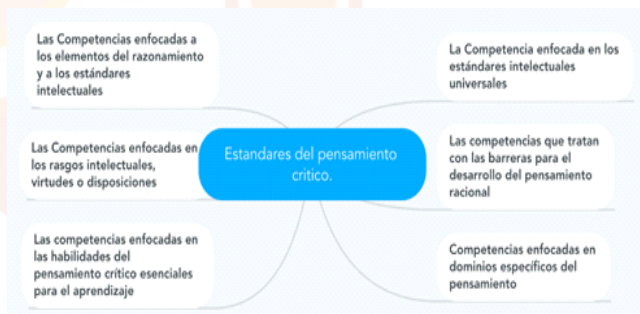 Las Competencias enfocadas a
los elementos del razonamiento
y a los estándares
intelectuales
Las Competencias enfocadas en
los rasgos intelectuales,
virtudes o disposiciones
Las competencias enfocadas en
las habilidades del
pensamiento crítico esenciales
para el aprendizaje
Estandares del pensamiento
critico.
La Competencia enfocada en los
estándares intelectuales
universales
Las competencias que tratan
con las barreras para el
desarrollo del pensamiento
racional
Competencias enfocadas en
dominios específicos del
pensamiento